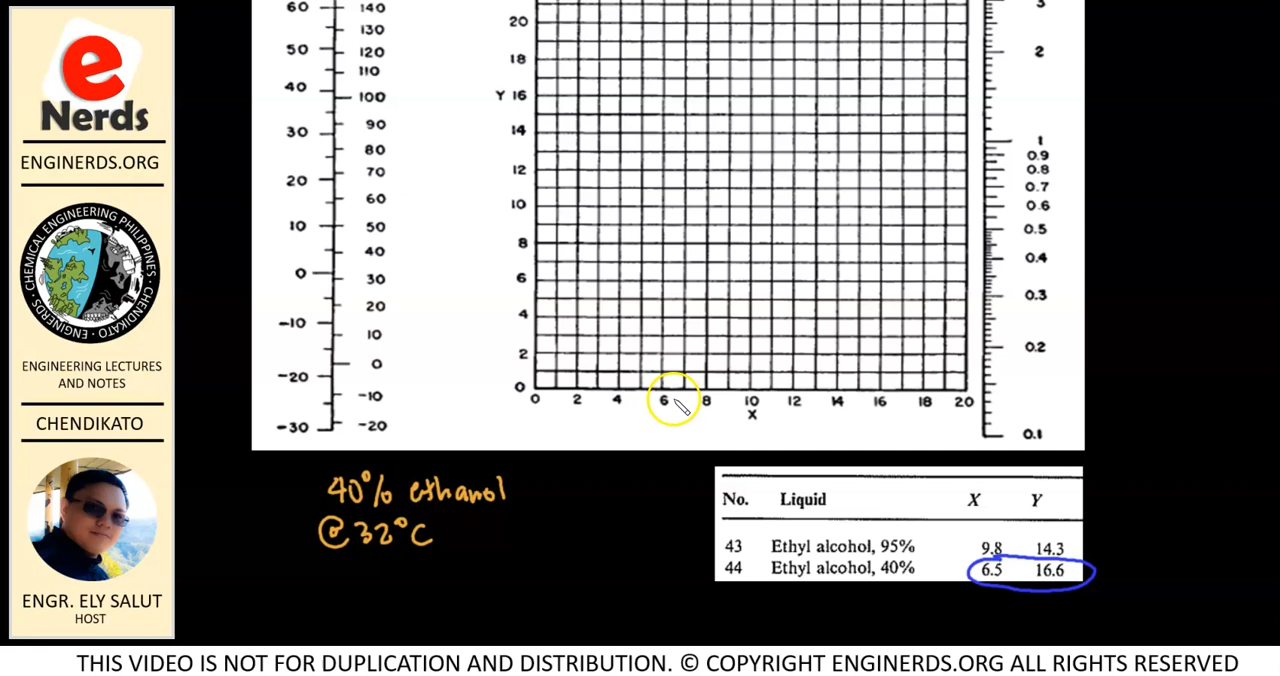 e
Nerds
ENGINERDS.ORG
CHEMICAL ENGINEERING PHILIPPINES
CHENDIKATO · ENGINERDS
ENGINEERING LECTURES
AND NOTES
CHENDIKATO
ENGR. ELY SALUT
HOST
60
50
40
30
20
10
0
-10
-20
-30
140
130
120
110
100
90
80
70
60
50
40
30
20
10
0
-10
-20
20
18
Y 16
14
12
10
8
6
4
2
0
0 2 4 6 8 10 12 14 16 18 20
X
3
2
1
0.9
0.8
0.7
0.6
0.5
0.4
0.3
0.2
0.1
40% ethanol
@ 32°C
No. Liquid X Y
43 Ethyl alcohol, 95% 9.8 14.3
44 Ethyl alcohol, 40% 6.5 16.6
THIS VIDEO IS NOT FOR DUPLICATION AND DISTRIBUTION. © COPYRIGHT ENGINERDS.ORG ALL RIGHTS RESERVED